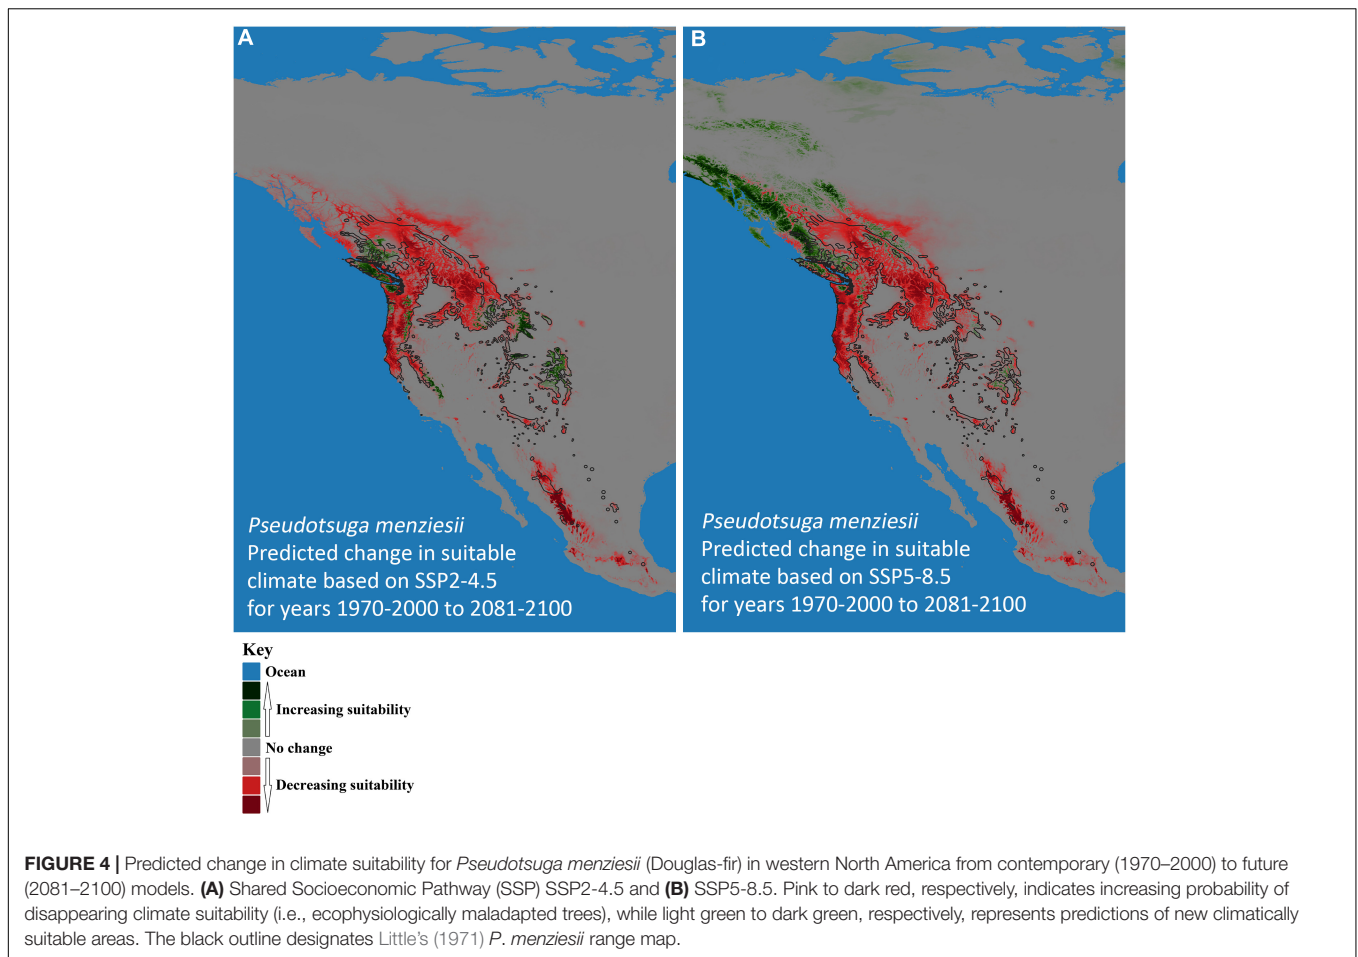 A
Pseudotsuga menziesii
Predicted change in suitable
climate based on SSP2-4.5
for years 1970-2000 to 2081-2100
B
Pseudotsuga menziesii
Predicted change in suitable
climate based on SSP5-8.5
for years 1970-2000 to 2081-2100
Key
Ocean
Increasing suitability
No change
Decreasing suitability
FIGURE 4 | Predicted change in climate suitability for Pseudotsuga menziesii (Douglas-fir) in western North America from contemporary (1970–2000) to future
(2081–2100) models. (A) Shared Socioeconomic Pathway (SSP) SSP2-4.5 and (B) SSP5-8.5. Pink to dark red, respectively, indicates increasing probability of
disappearing climate suitability (i.e., ecophysiologically maladapted trees), while light green to dark green, respectively, represents predictions of new climatically
suitable areas. The black outline designates Little's (1971) P. menziesii range map.